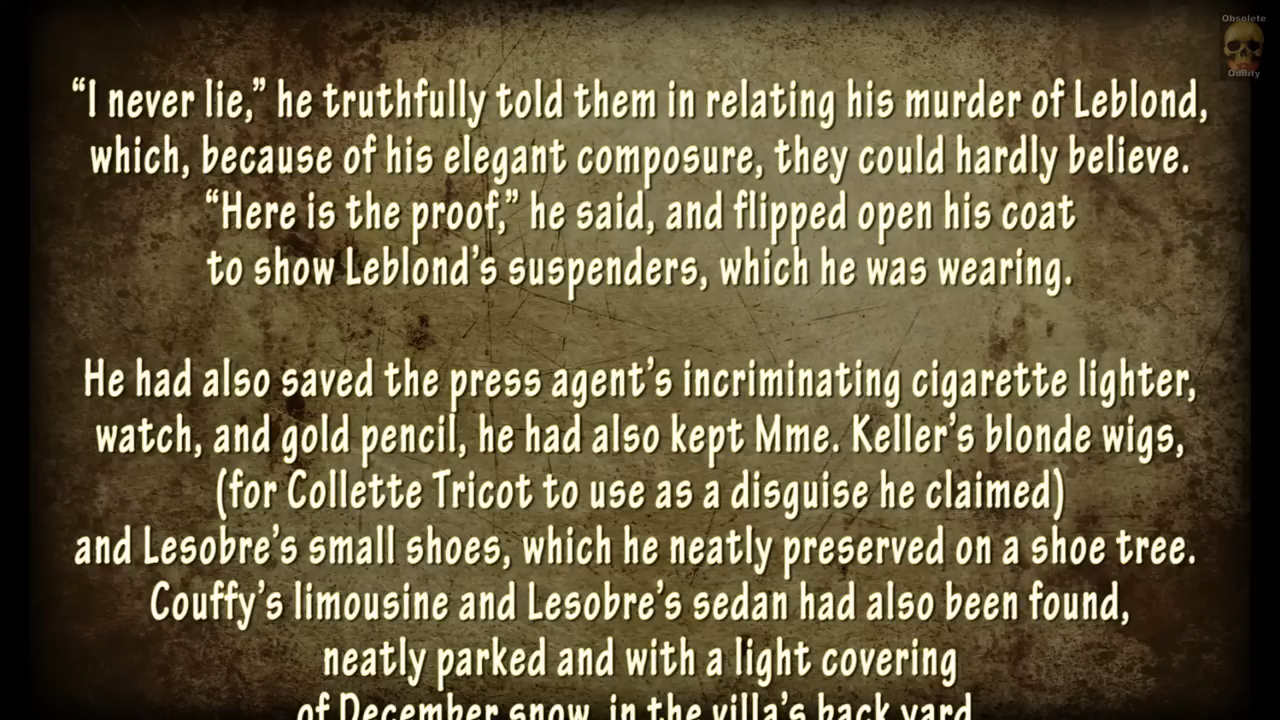 Obsolete
Oddity
“I never lie,” he truthfully told them in relating his murder of Leblond,
which, because of his elegant composure, they could hardly believe.
“Here is the proof,” he said, and flipped open his coat
to show Leblond’s suspenders, which he was wearing.
He had also saved the press agent’s incriminating cigarette lighter,
watch, and gold pencil, he had also kept Mme. Keller’s blonde wigs,
(for Collette Tricot to use as a disguise he claimed)
and Lesobre’s small shoes, which he neatly preserved on a shoe tree.
Couffy’s limousine and Lesobre’s sedan had also been found,
neatly parked and with a light covering
of December snow, in the villa’s back yard